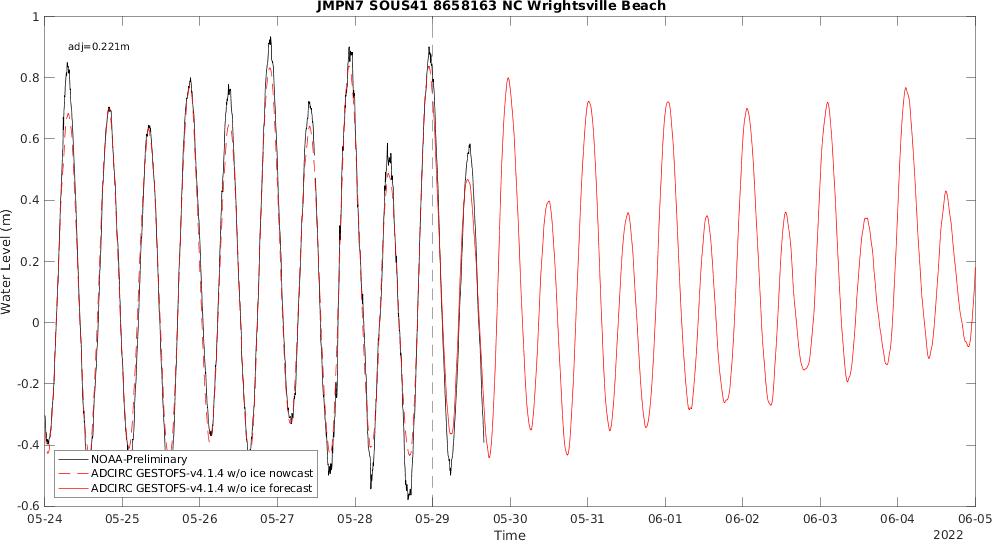 JMPN7 SOUS41 8658163 NC Wrightsville Beach
adj=0.221m
1
0.8
0.6
0.4
0.2
0
-0.2
-0.4
-0.6
Water Level (m)
NOAA-Preliminary
ADCIRC GESTOFS-v4.1.4 w/o ice nowcast
ADCIRC GESTOFS-v4.1.4 w/o ice forecast
05-24 05-25 05-26 05-27 05-28 05-29 05-30 05-31 06-01 06-02 06-03 06-04 06-05
Time
2022